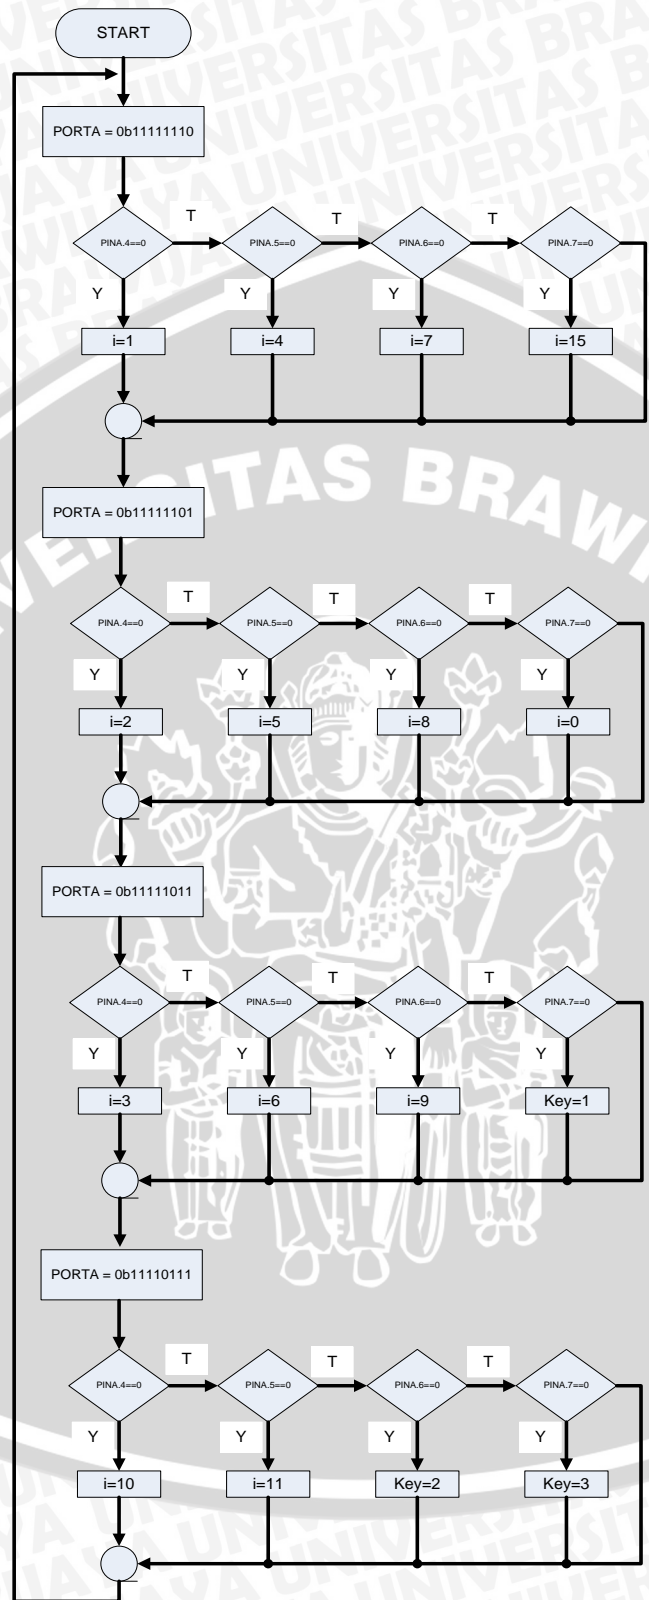 START
PORTA = 0b11111110
PINA.4==0
T
PINA.5==0
T
PINA.6==0
T
PINA.7==0
Y
Y
Y
Y
i=1
i=4
i=7
i=15
PORTA = 0b11111101
PINA.4==0
T
PINA.5==0
T
PINA.6==0
T
PINA.7==0
Y
Y
Y
Y
i=2
i=5
i=8
i=0
PORTA = 0b11111011
PINA.4==0
T
PINA.5==0
T
PINA.6==0
T
PINA.7==0
Y
Y
Y
Y
i=3
i=6
i=9
Key=1
PORTA = 0b11110111
PINA.4==0
T
PINA.5==0
T
PINA.6==0
T
PINA.7==0
Y
Y
Y
Y
i=10
i=11
Key=2
Key=3